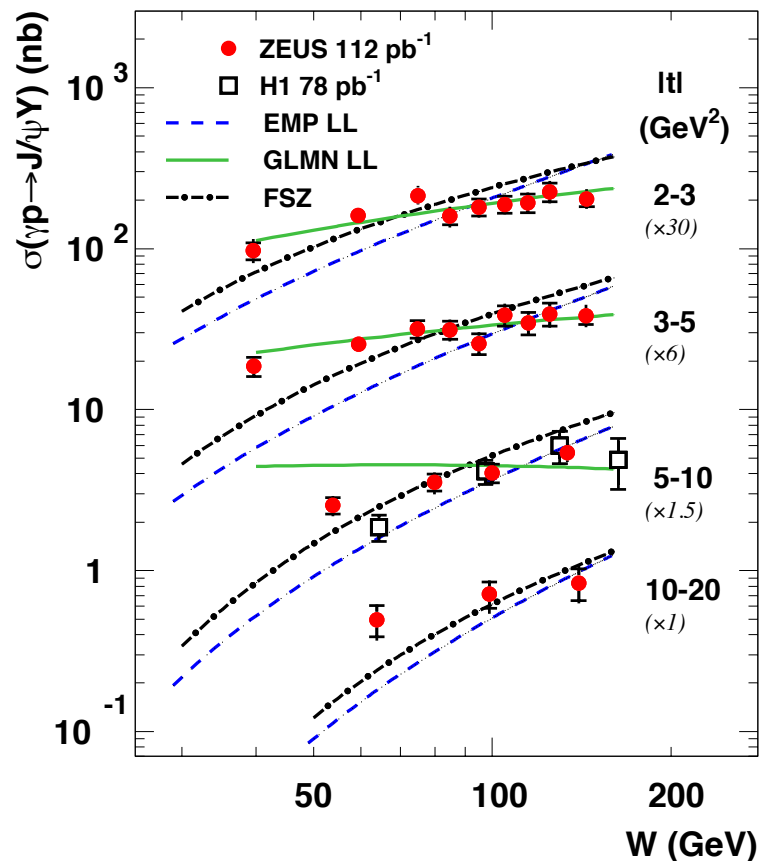 σ(γp→J/ψY) (nb)
10³
10²
10
1
10⁻¹
ZEUS 112 pb⁻¹
H1 78 pb⁻¹
EMP LL
GLMN LL
FSZ
|t|
(GeV²)
2-3
(×30)
3-5
(×6)
5-10
(×1.5)
10-20
(×1)
50
100
200
W (GeV)